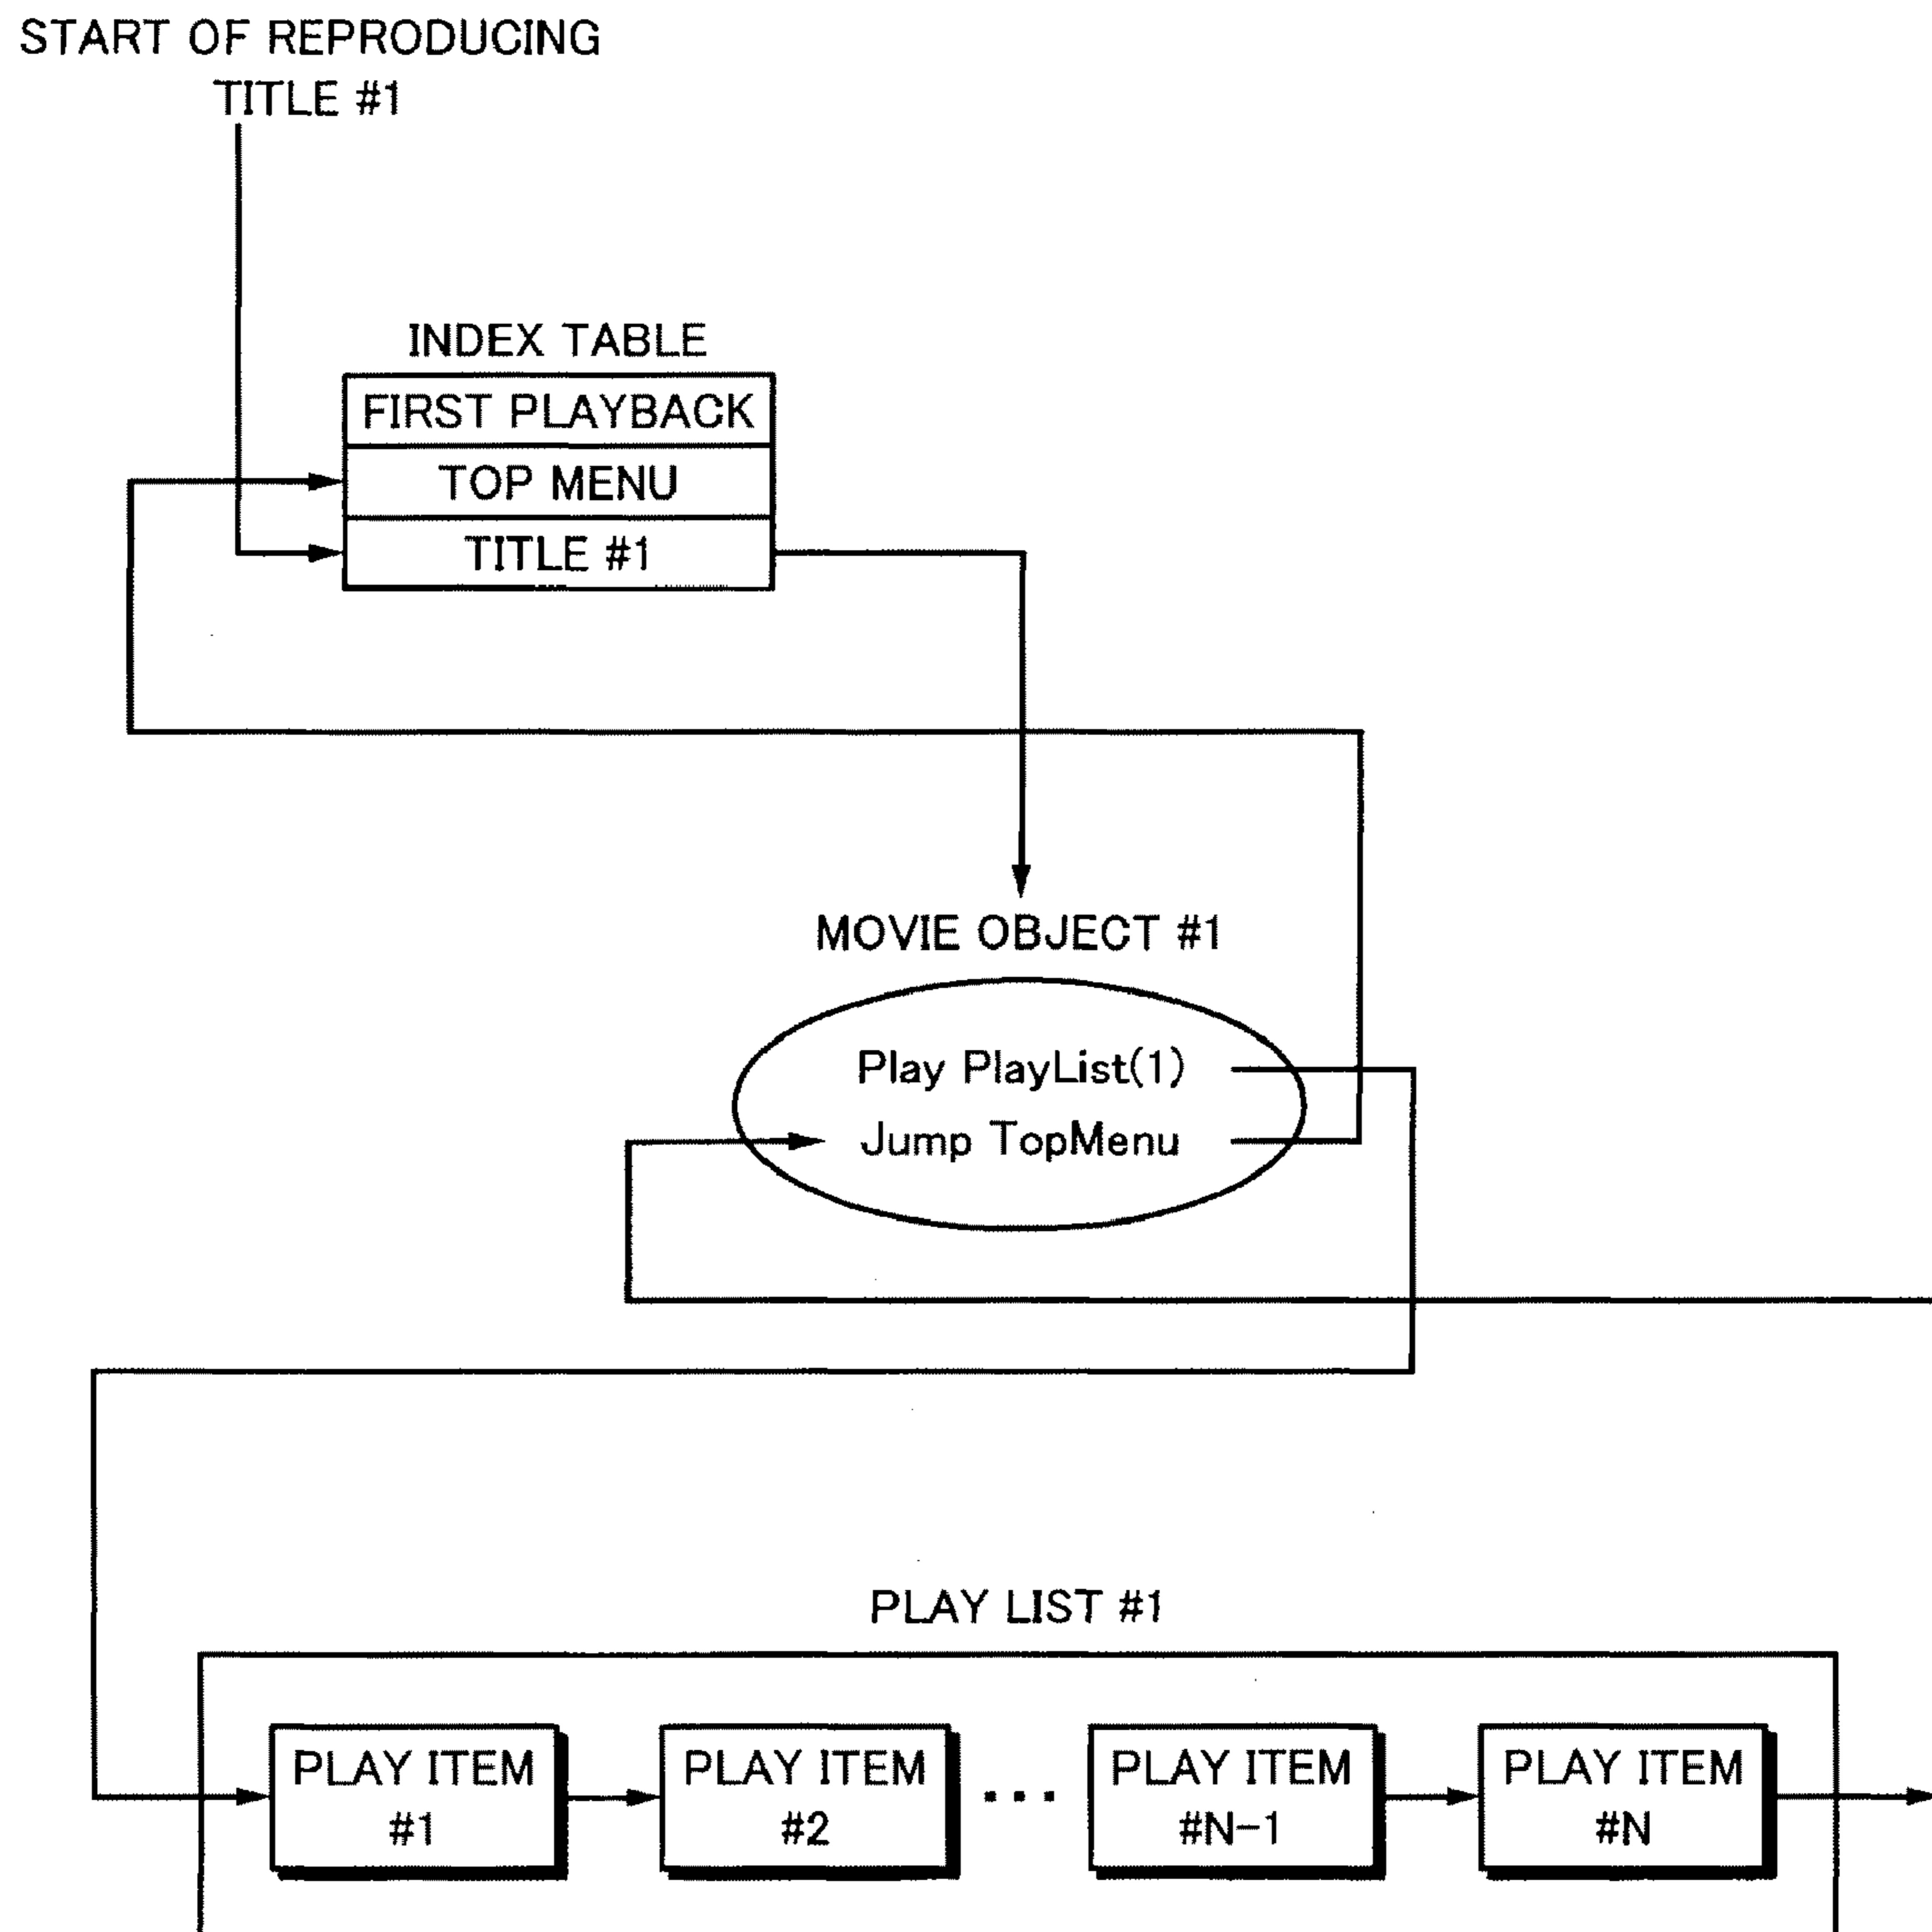 START OF REPRODUCING
TITLE #1
INDEX TABLE
FIRST PLAYBACK
TOP MENU
TITLE #1
MOVIE OBJECT #1
Play PlayList(1)
Jump TopMenu
PLAY LIST #1
PLAY ITEM
#1
PLAY ITEM
#2
...
PLAY ITEM
#N-1
PLAY ITEM
#N